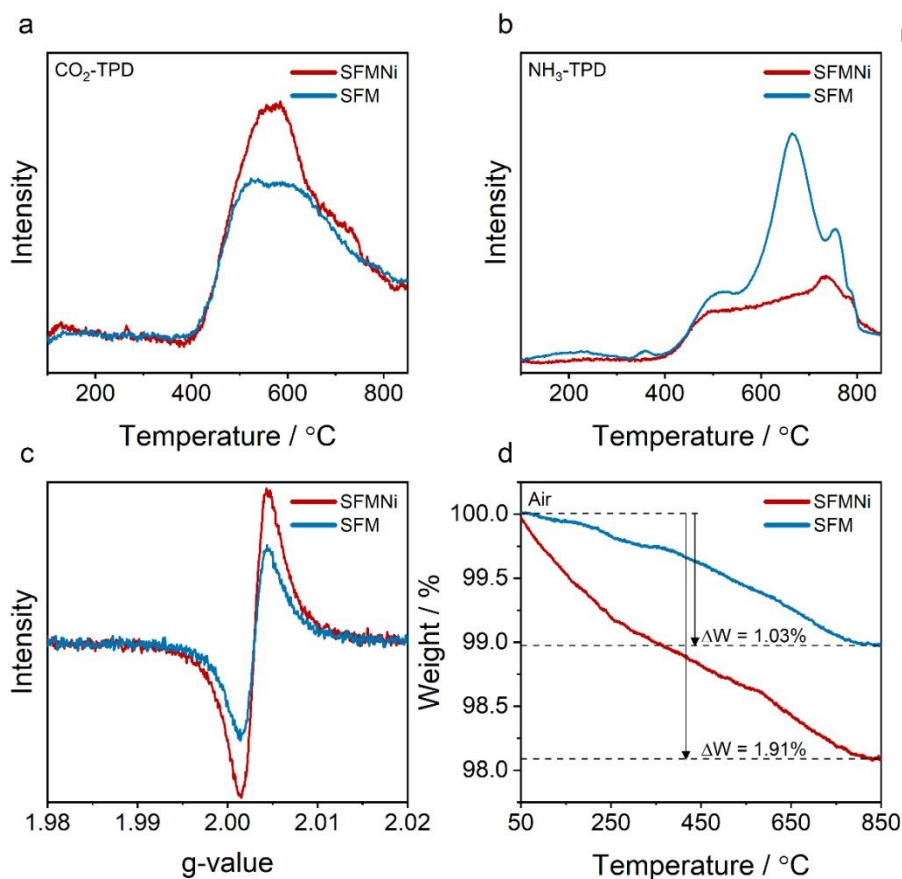 a
CO₂-TPD
SFMNi
SFM
Intensity
200 400 600 800
Temperature / °C
b
NH₃-TPD
SFMNi
SFM
Intensity
200 400 600 800
Temperature / °C
c
SFMNi
SFM
Intensity
1.98 1.99 2.00 2.01 2.02
g-value
d
Air
SFMNi
SFM
Weight / %
100.0
99.5
99.0
98.5
98.0
ΔW = 1.03%
ΔW = 1.91%
50 250 450 650 850
Temperature / °C